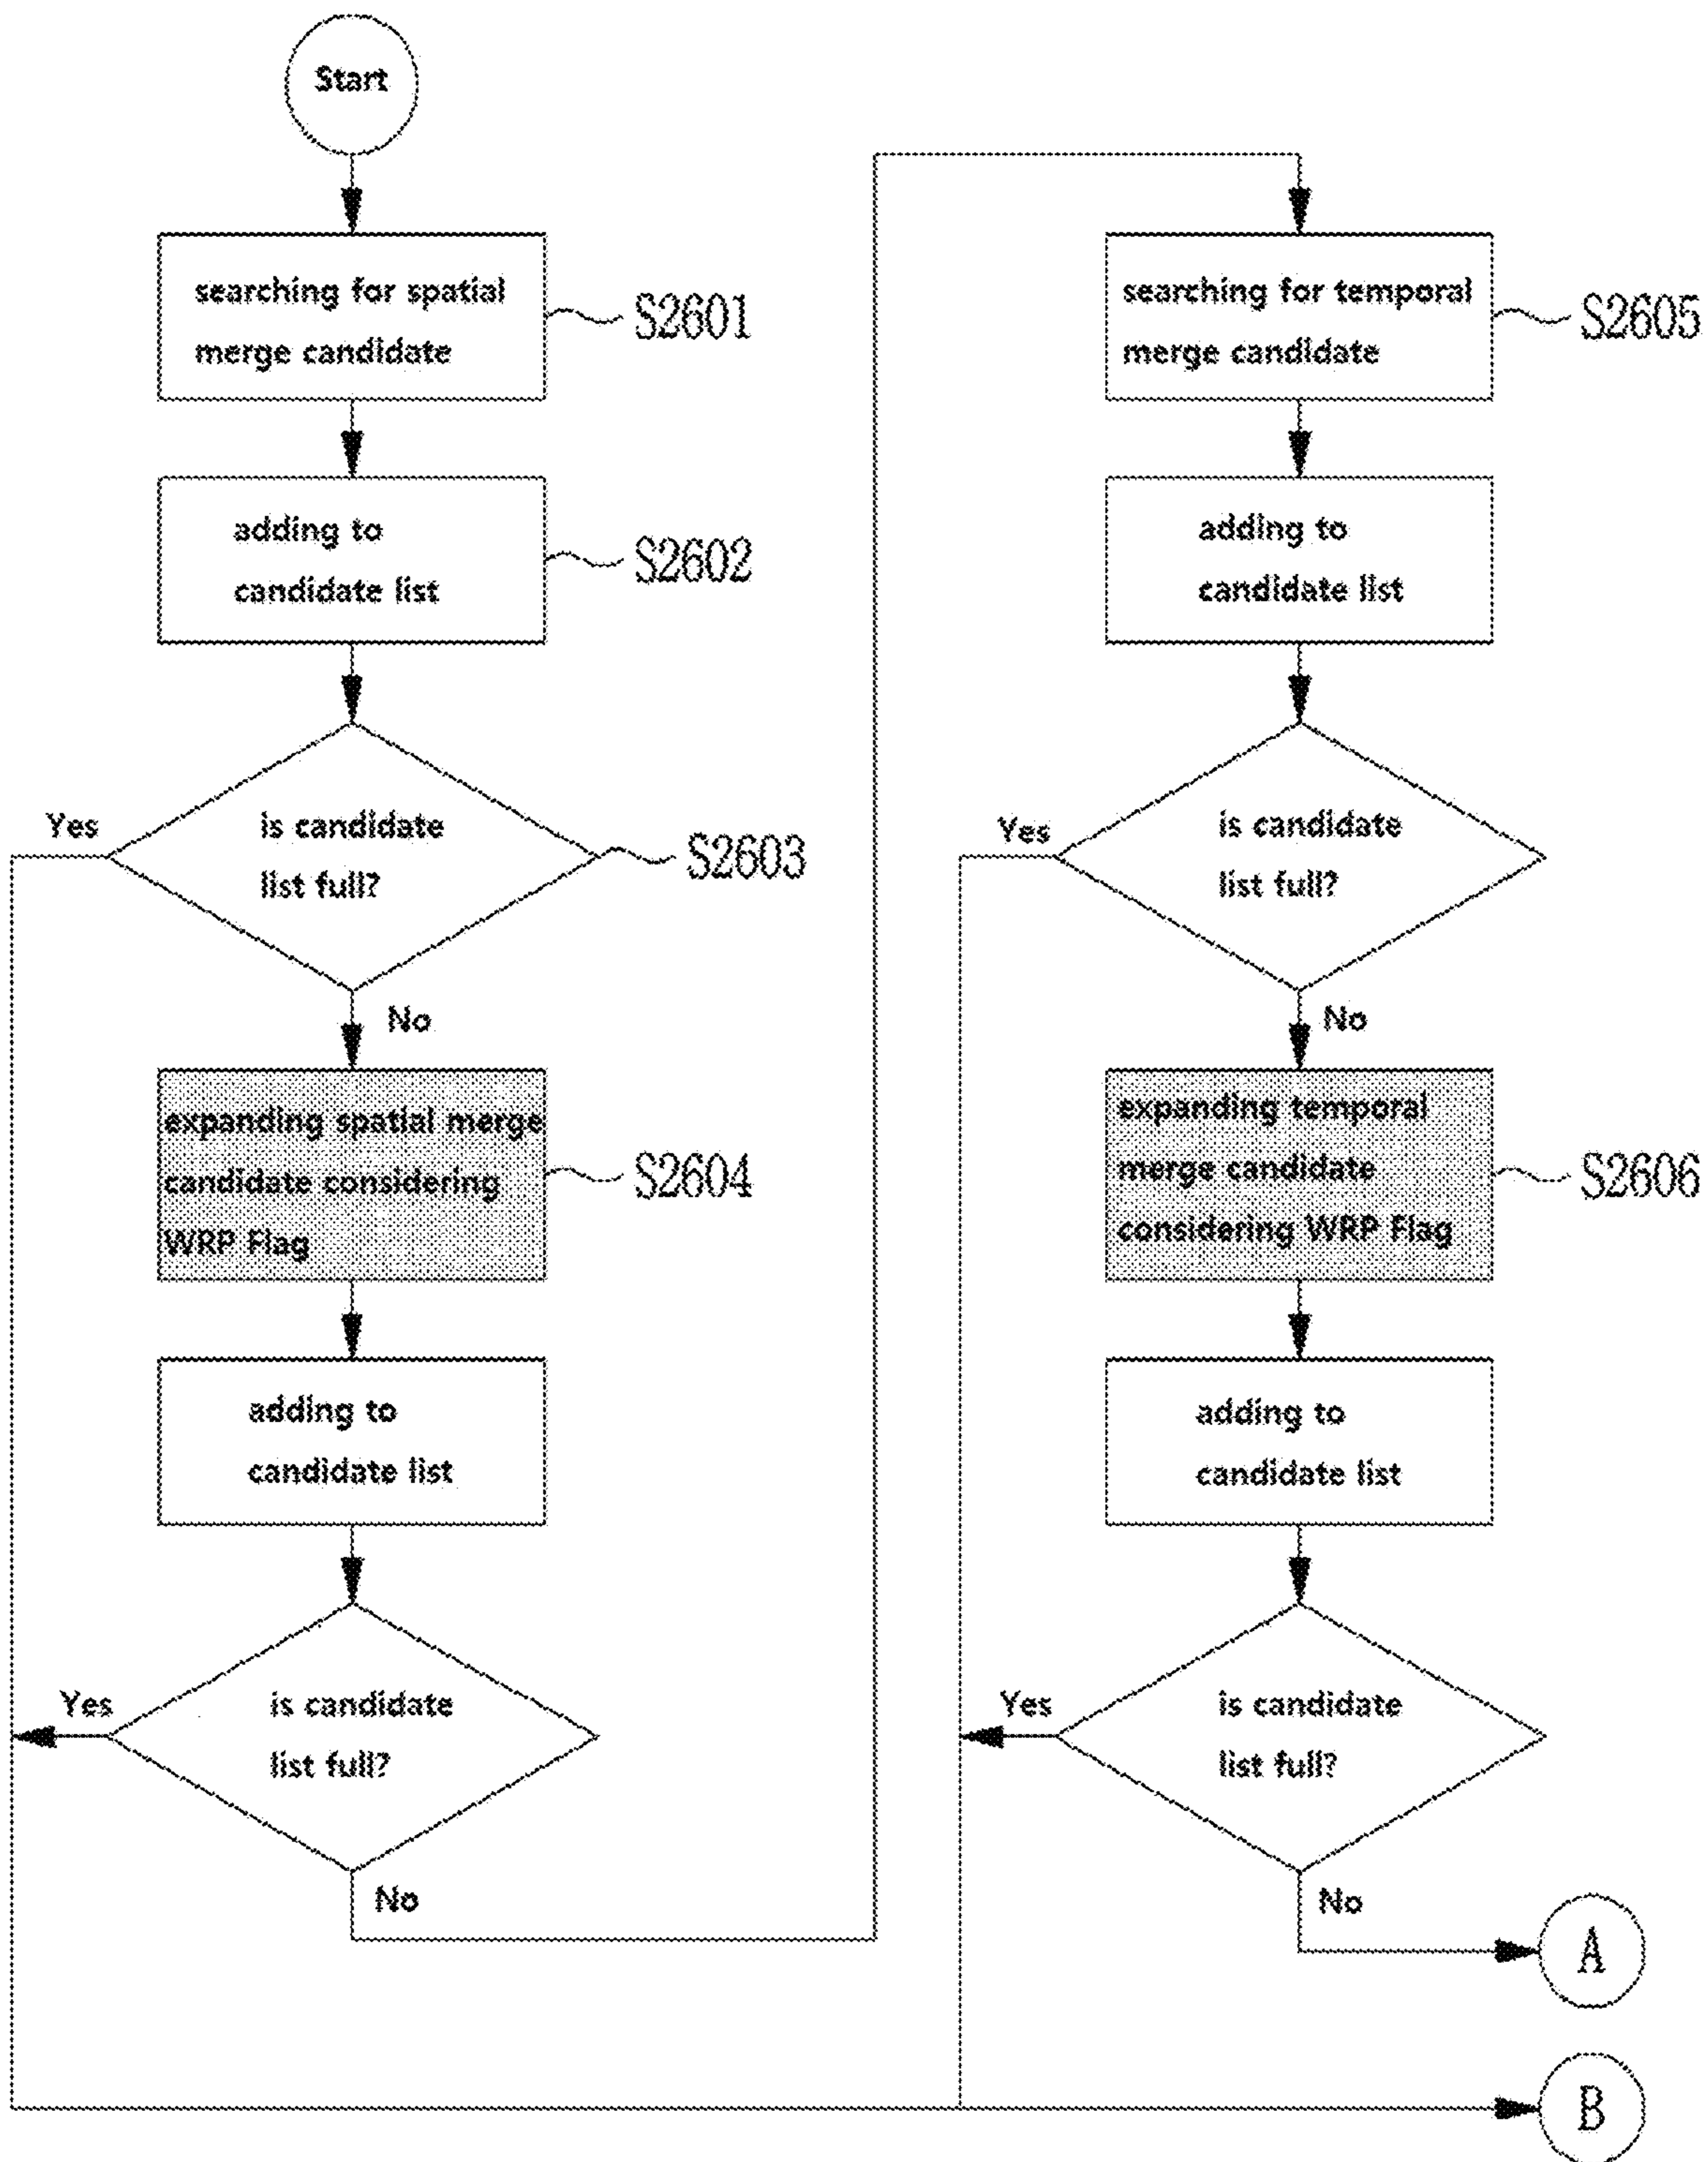 Start
searching for spatial
merge candidate
S2601
adding to
candidate list
S2602
Yes
is candidate
list full?
S2603
No
expanding spatial merge
candidate considering
WRP Flag
S2604
adding to
candidate list
Yes
is candidate
list full?
No
searching for temporal
merge candidate
S2605
adding to
candidate list
Yes
is candidate
list full?
No
expanding temporal
merge candidate
considering WRP Flag
S2606
adding to
candidate list
Yes
is candidate
list full?
No
A
B